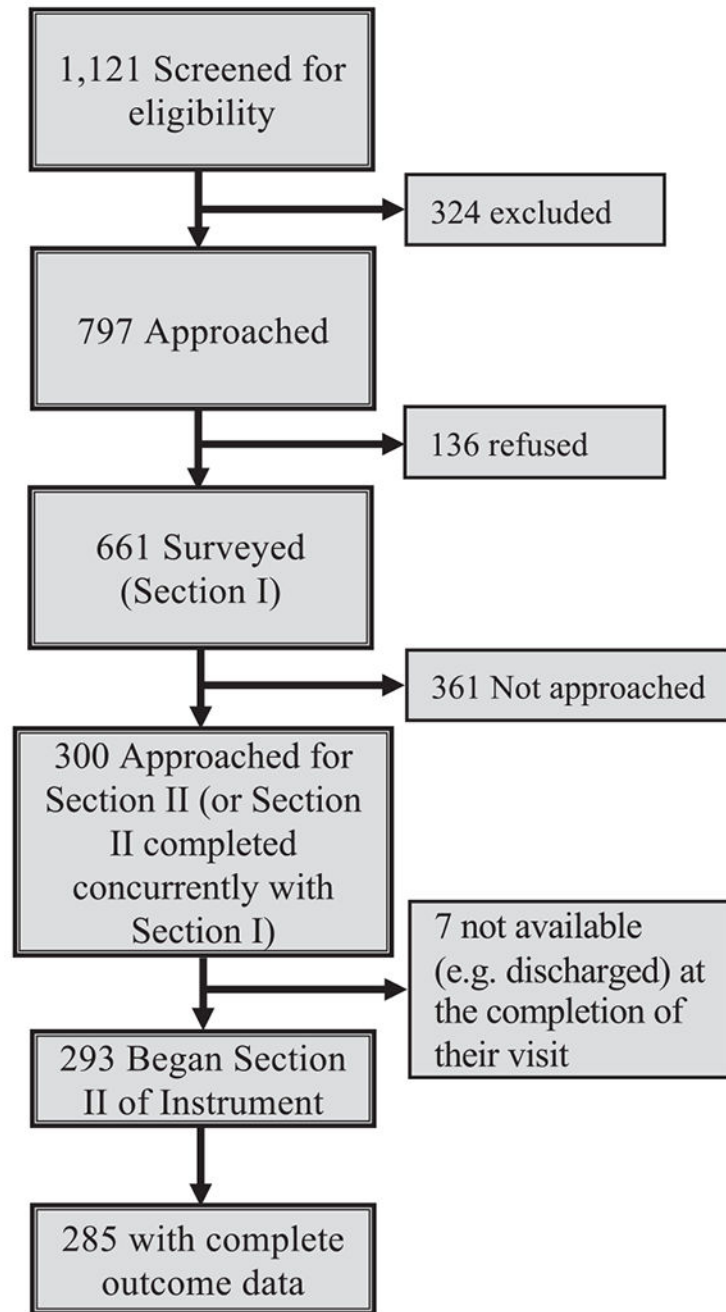 1,121 Screened for
eligibility
324 excluded
797 Approached
136 refused
661 Surveyed
(Section I)
361 Not approached
300 Approached for
Section II (or Section
II completed
concurrently with
Section I)
7 not available
(e.g. discharged) at
the completion of
their visit
293 Began Section
II of Instrument
285 with complete
outcome data